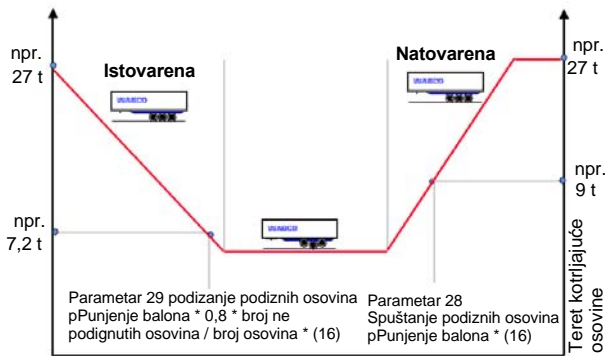 npr.
27 t
Istovarena
WABCO
Natovarena
WABCO
npr.
27 t
npr.
9 t
npr.
7,2 t
WABCO
Parametar 29 podizanje podiznih osovina
pPunjenje balona * 0,8 * broj ne
podignutih osovina / broj osovina * (16)
Parametar 28
Spuštanje podiznih osovina
pPunjenje balona * (16)
Teret kotrljajuće
osovine